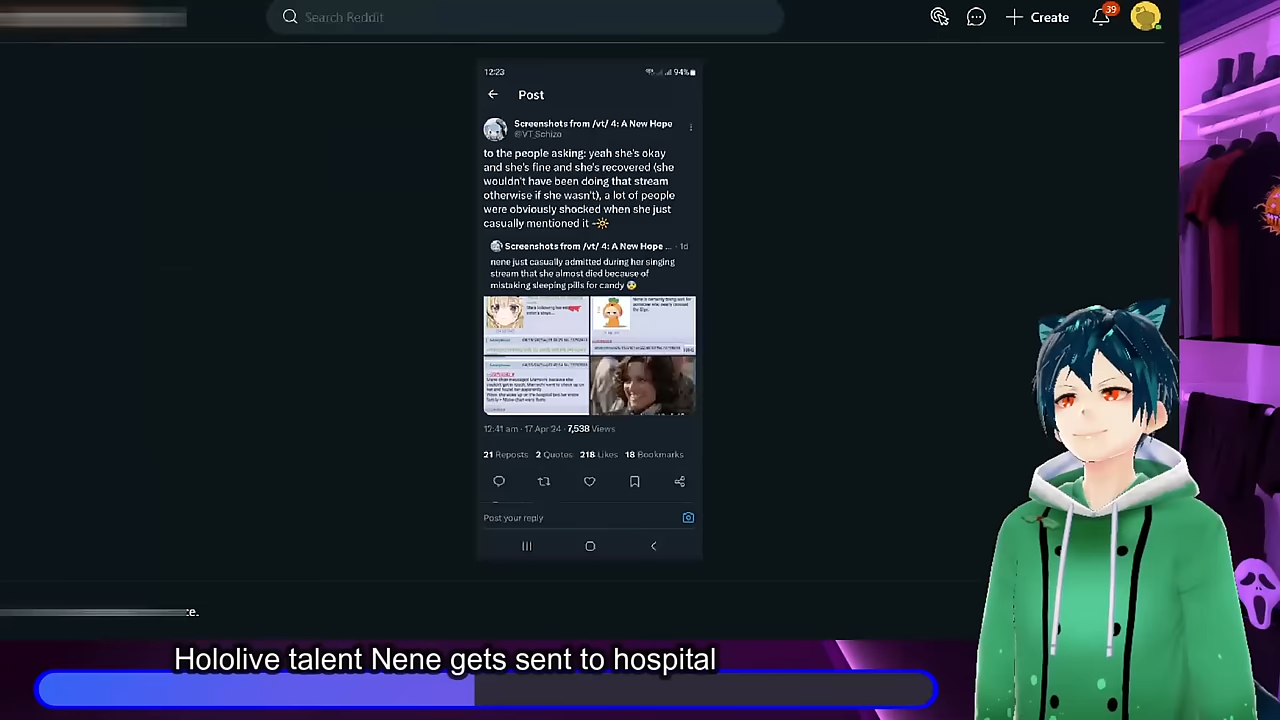 Search Reddit
Create
39
12:23
94%
Post
Screenshots from /vt/ 4: A New Hope
@VT_Schizo
to the people asking: yeah she's okay
and she's fine and she's recovered (she
wouldn't have been doing that stream
otherwise if she wasn't), a lot of people
were obviously shocked when she just
casually mentioned it -
Screenshots from /vt/ 4: A New Hope ... · 1d
nene just casually admitted during her singing
stream that she almost died because of
mistaking sleeping pills for candy
12:41 am · 17 Apr 24 · 7,538 Views
21 Reposts 2 Quotes 218 Likes 18 Bookmarks
Post your reply
Hololive talent Nene gets sent to hospital